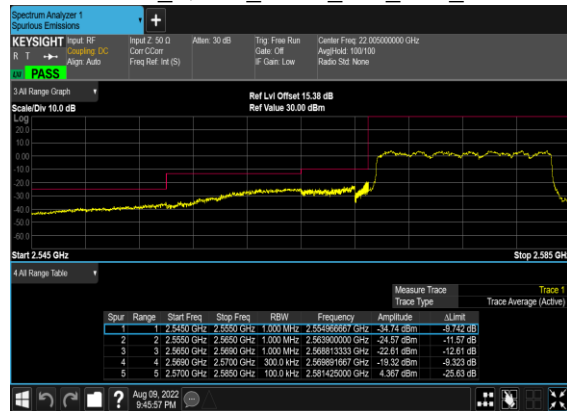 Spectrum Analyzer 1
Spurious Emissions
+
KEYSIGHT Input: RF Input Z: 50 Ω Atten: 30 dB Trig: Free Run Center Freq: 22.005000000 GHz
R T Coupling: DC Corr CCorr Gate: Off Avg|Hold: 100/100
Align: Auto Freq Ref: Int (S) IF Gain: Low Radio Std: None
PASS
3 All Range Graph
Ref Lvl Offset 15.38 dB
Scale/Div 10.0 dB Ref Value 30.00 dBm
Log
20.0
10.0
0.00
-10.0
-20.0
-30.0
-40.0
-50.0
-60.0
Start 2.545 GHz Stop 2.585 GH
4 All Range Table
Measure Trace Trace 1
Trace Type Trace Average (Active)
Spur Range Start Freq Stop Freq RBW Frequency Amplitude ΔLimit
1 1 2.5450 GHz 2.5550 GHz 1.000 MHz 2.554966667 GHz -34.74 dBm -9.742 dB
2 2 2.5550 GHz 2.5650 GHz 1.000 MHz 2.563900000 GHz -24.57 dBm -11.57 dB
3 3 2.5650 GHz 2.5690 GHz 1.000 MHz 2.568813333 GHz -22.61 dBm -12.61 dB
4 4 2.5690 GHz 2.5700 GHz 300.0 kHz 2.569891667 GHz -19.32 dBm -9.323 dB
5 5 2.5700 GHz 2.5850 GHz 100.0 kHz 2.581425000 GHz 4.367 dBm -25.63 dB
? Aug 09, 2022
9:45:57 PM